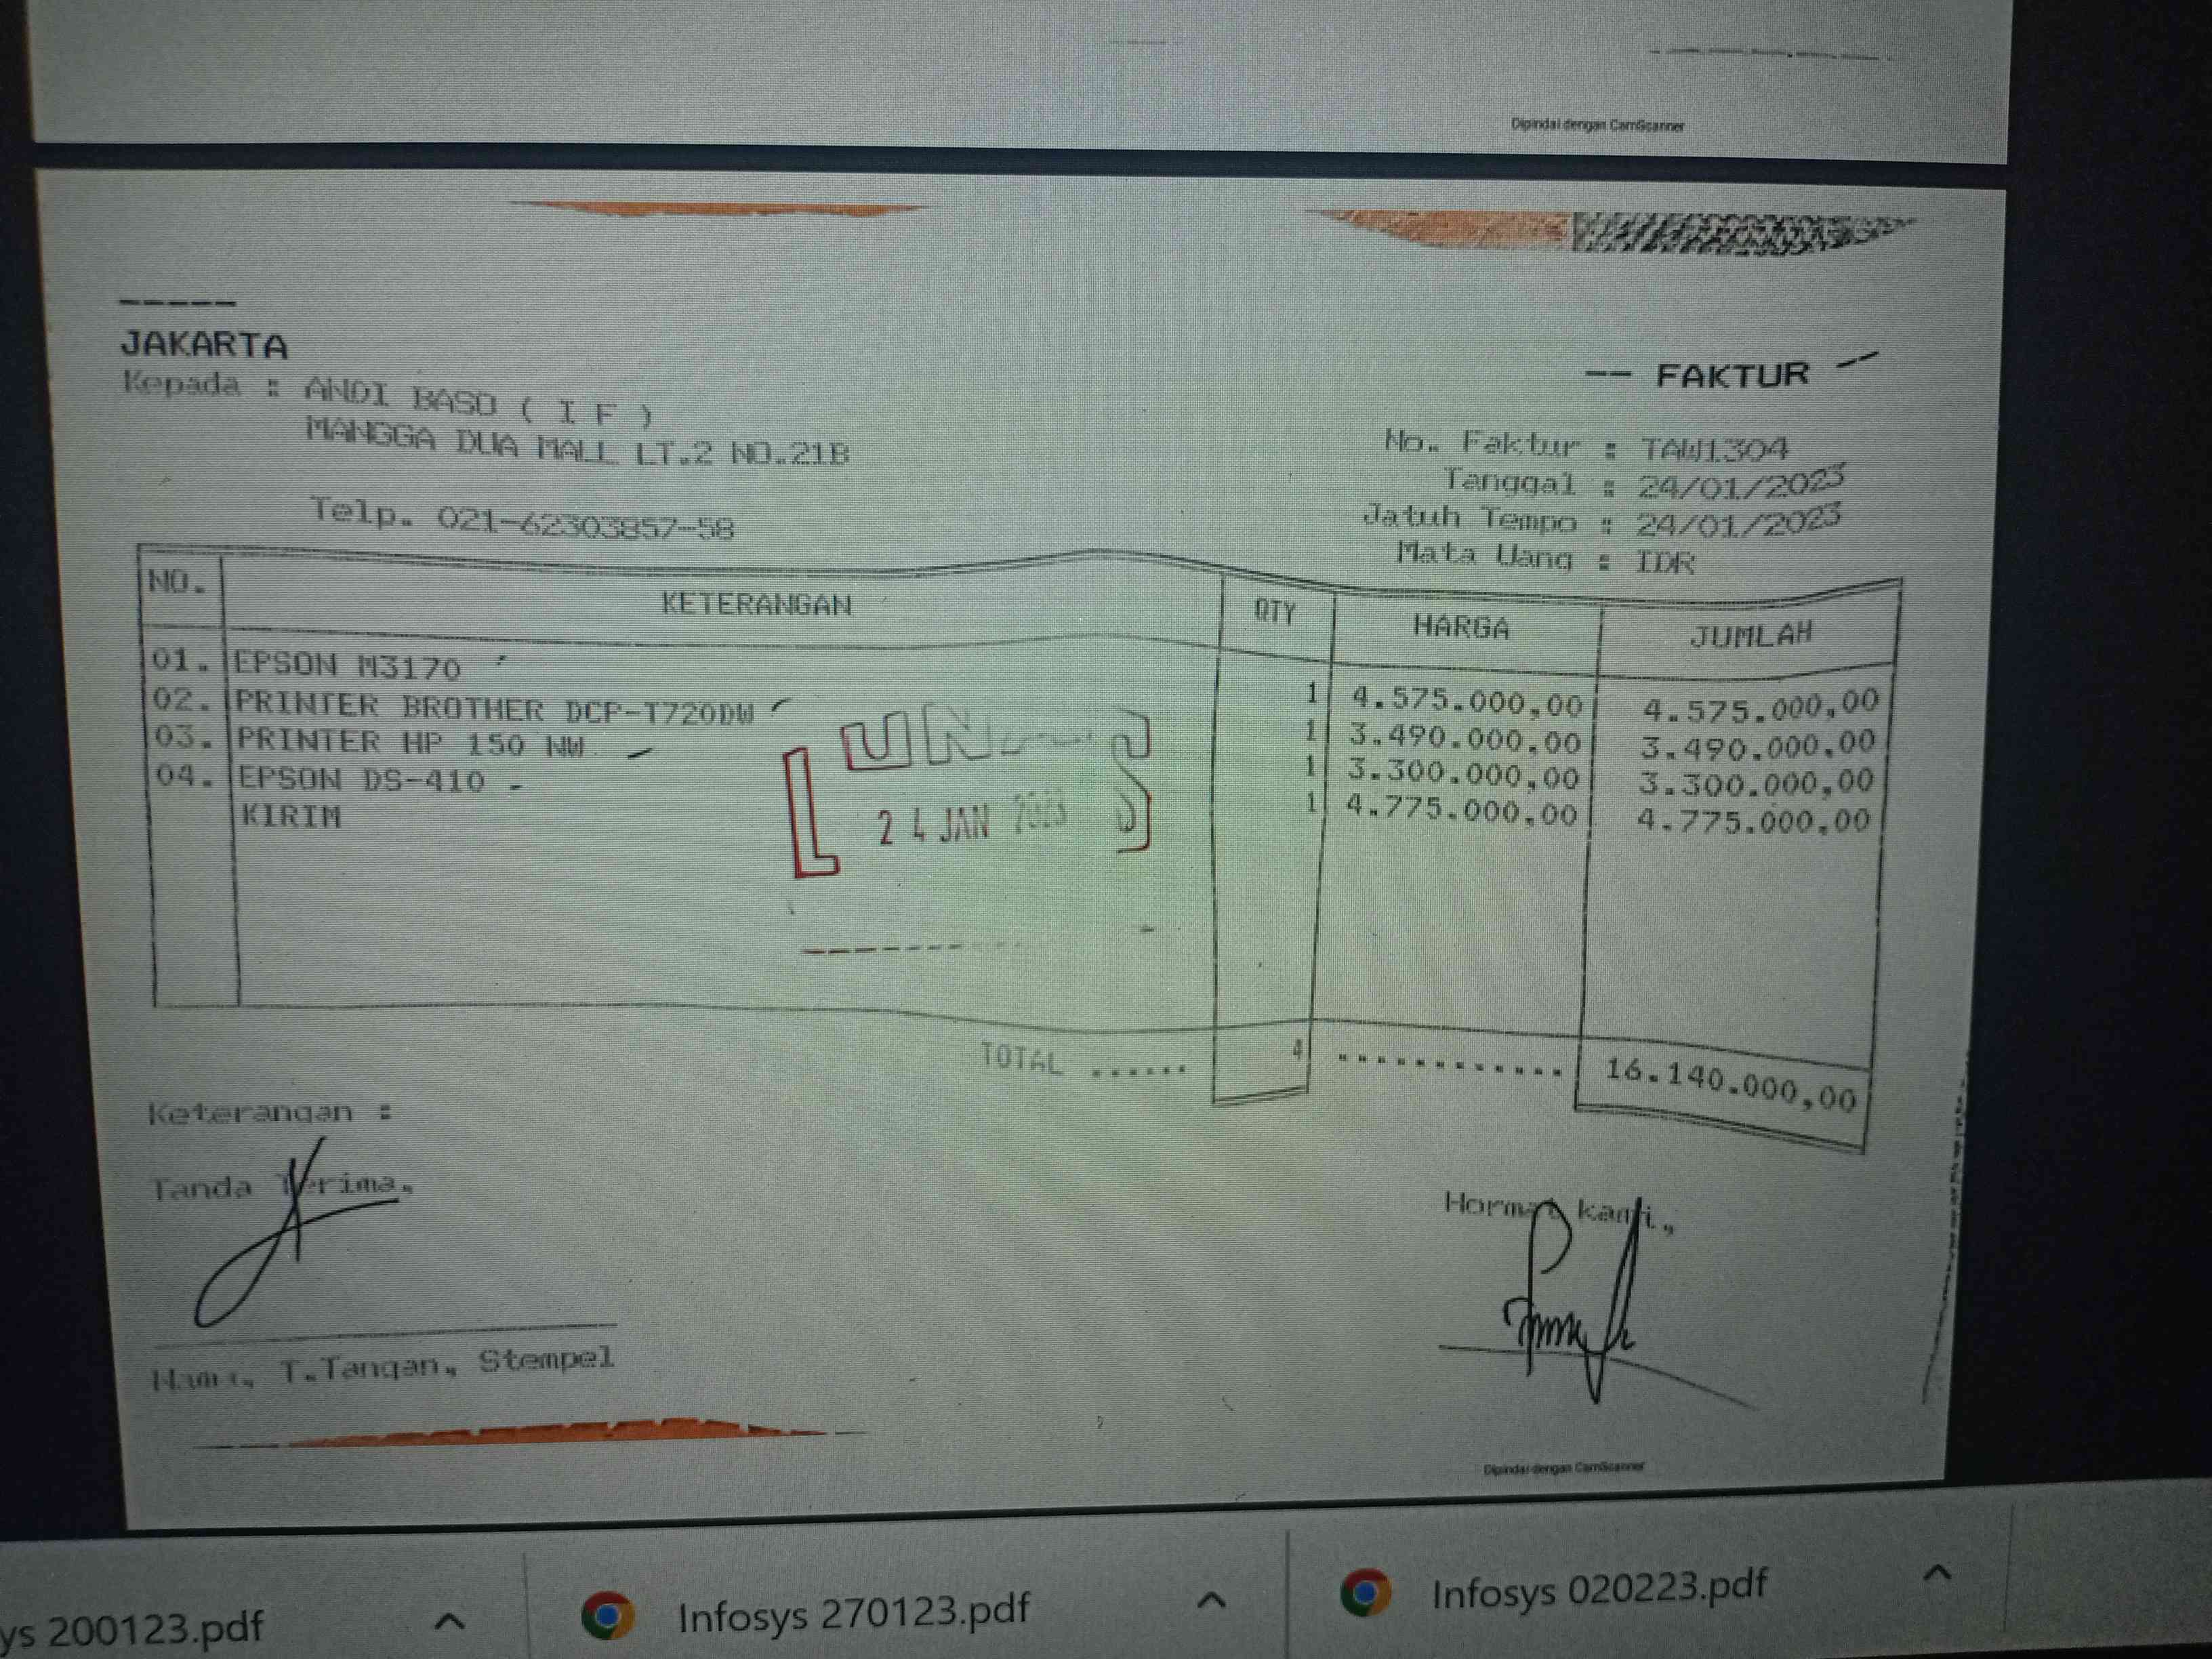 Dipindai dengan CamScanner
JAKARTA
Kepada : ANDI BASO ( I F )
MANGGA DUA MALL LT.2 NO.21B
Telp. 021-62303857-58
-- FAKTUR --
No. Faktur : TAW1304
Tanggal : 24/01/2023
Jatuh Tempo : 24/01/2023
Mata Uang : IDR
NO. KETERANGAN QTY HARGA JUMLAH
01. EPSON M3170 1 4.575.000,00 4.575.000,00
02. PRINTER BROTHER DCP-T720DW 1 3.490.000,00 3.490.000,00
03. PRINTER HP 150 NW 1 3.300.000,00 3.300.000,00
04. EPSON DS-410 - 1 4.775.000,00 4.775.000,00
KIRIM
LUNAS
24 JAN 2023
TOTAL ...... 4 ............ 16.140.000,00
Keterangan :
Tanda Terima,
Hormat kami,
Nama, T.Tangan, Stempel
Dipindai dengan CamScanner
ys 200123.pdf
Infosys 270123.pdf
Infosys 020223.pdf